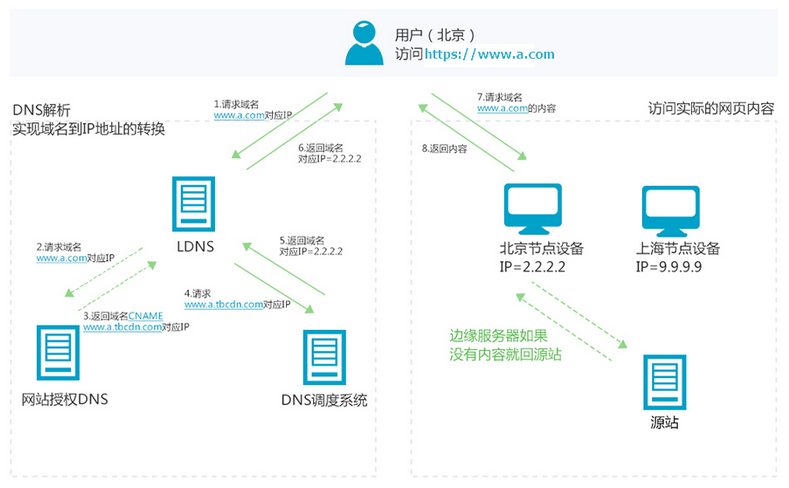 用户（北京）
访问https://www.a.com
DNS解析
实现域名到IP地址的转换
1.请求域名
www.a.com对应IP
6.返回域名
对应IP=2.2.2.2
LDNS
2.请求域名
www.a.com对应IP
3.返回域名CNAME
www.a.tbcdn.com对应IP
4.请求
www.a.tbcdn.com对应IP
5.返回域名
对应IP=2.2.2.2
网站授权DNS
DNS调度系统
访问实际的网页内容
7.请求域名
www.a.com的内容
8.返回内容
北京节点设备
IP=2.2.2.2
上海节点设备
IP=9.9.9.9
边缘服务器如果
没有内容就回源站
源站